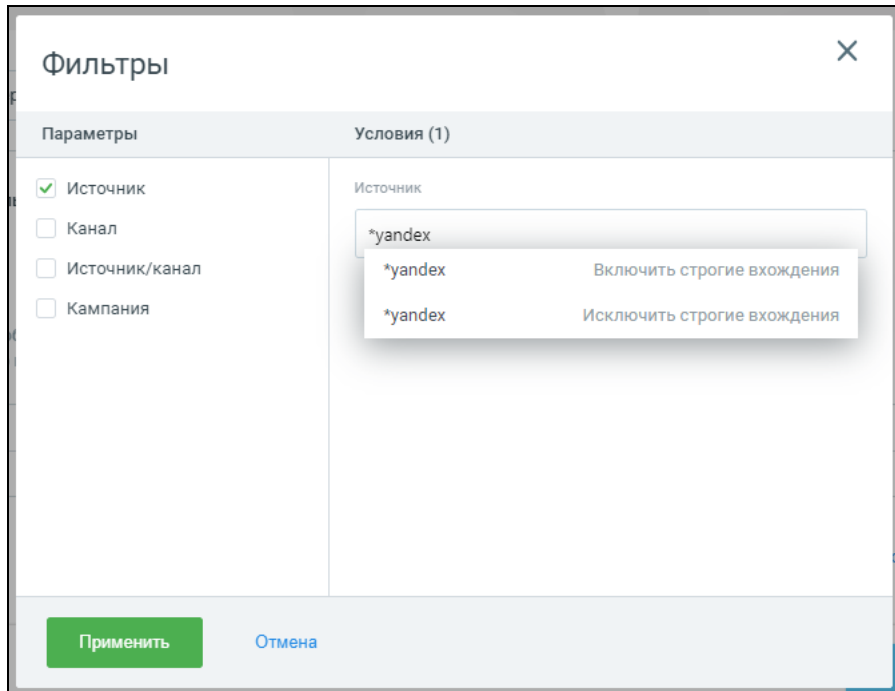 Фильтры
Параметры
Условия (1)
Источник
Канал
Источник/канал
Кампания
Источник
*yandex
*yandex Включить строгие вхождения
*yandex Исключить строгие вхождения
Применить
Отмена